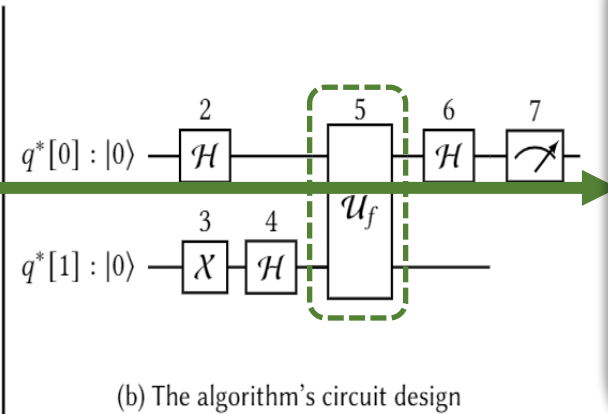 2 5 6 7
q*[0] : |0⟩ H H
U_f
3 4
q*[1] : |0⟩ X H
(b) The algorithm's circuit design